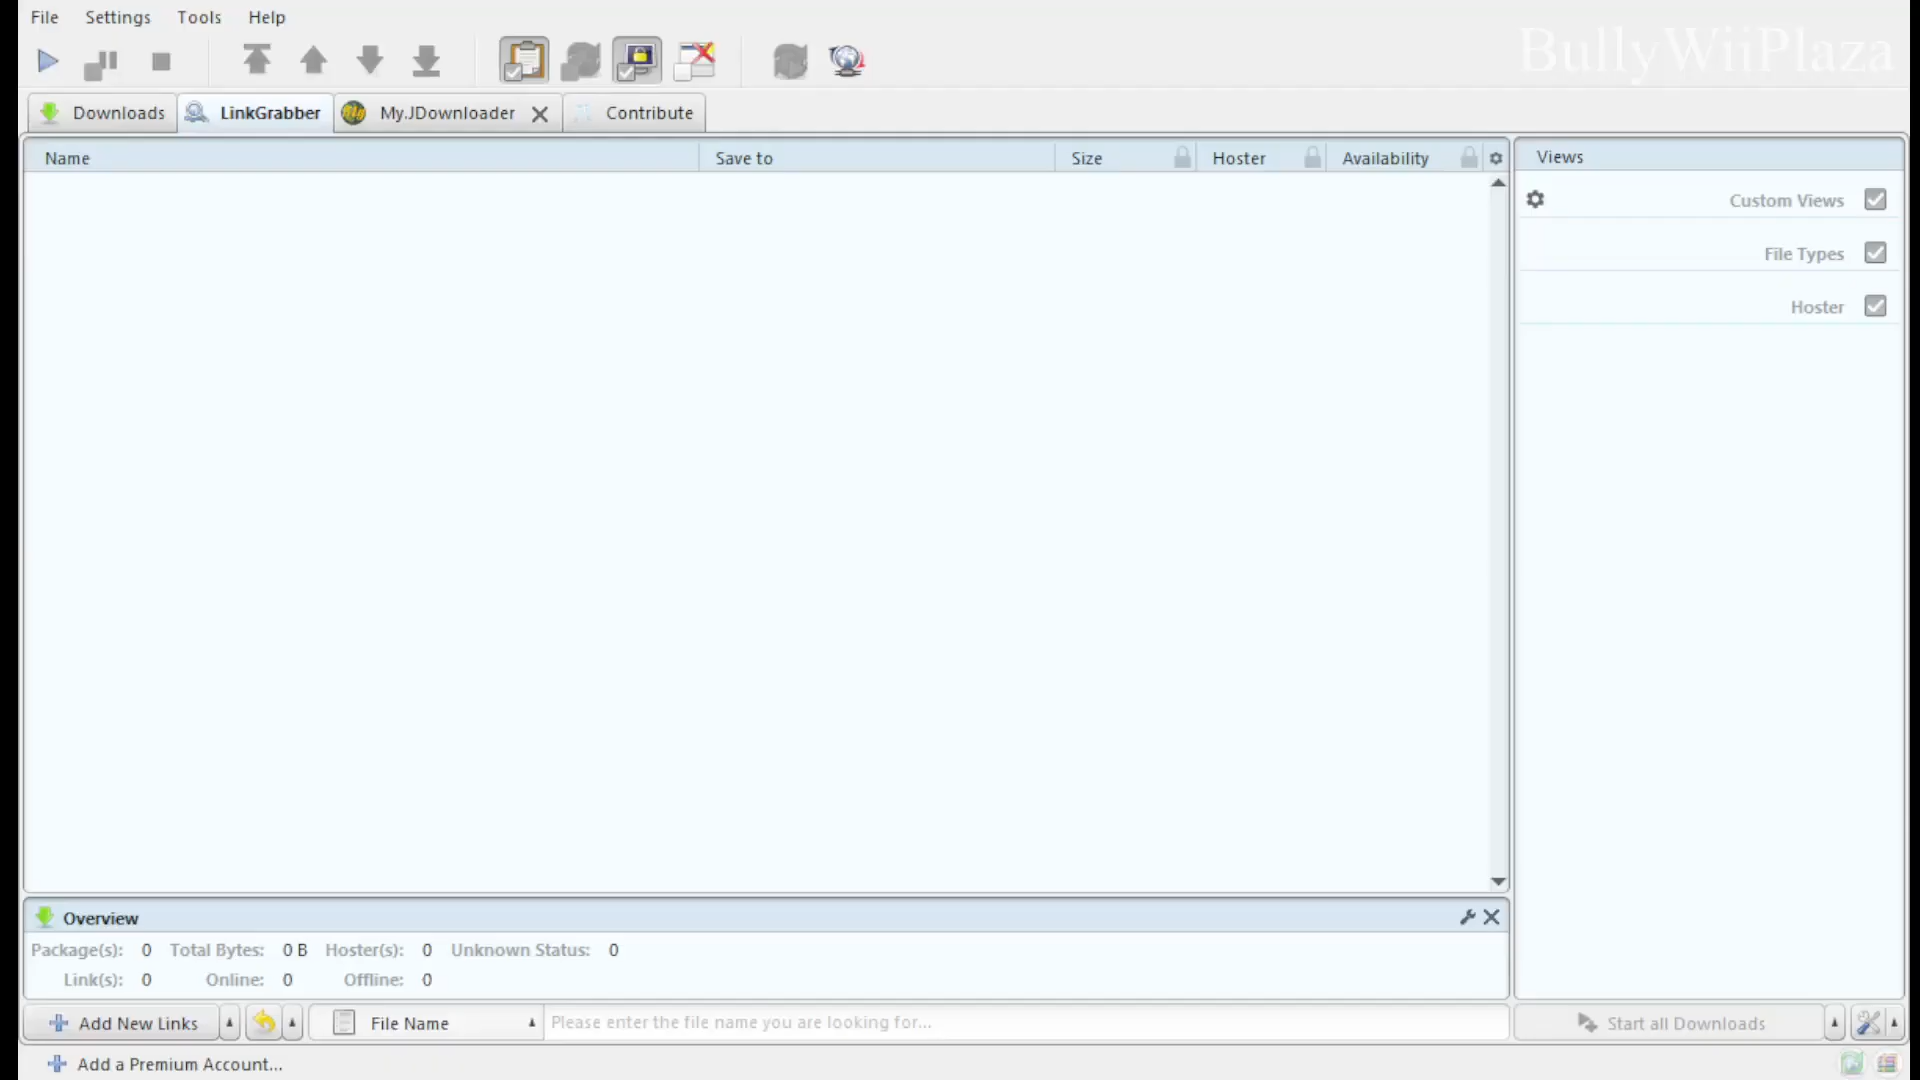 File Settings Tools Help
BullyWiiPlaza
Downloads LinkGrabber My.JDownloader Contribute
Name Save to Size Hoster Availability Views
Custom Views
File Types
Hoster
Overview
Package(s): 0 Total Bytes: 0 B Hoster(s): 0 Unknown Status: 0
Link(s): 0 Online: 0 Offline: 0
Add New Links File Name Please enter the file name you are looking for... Start all Downloads
Add a Premium Account...